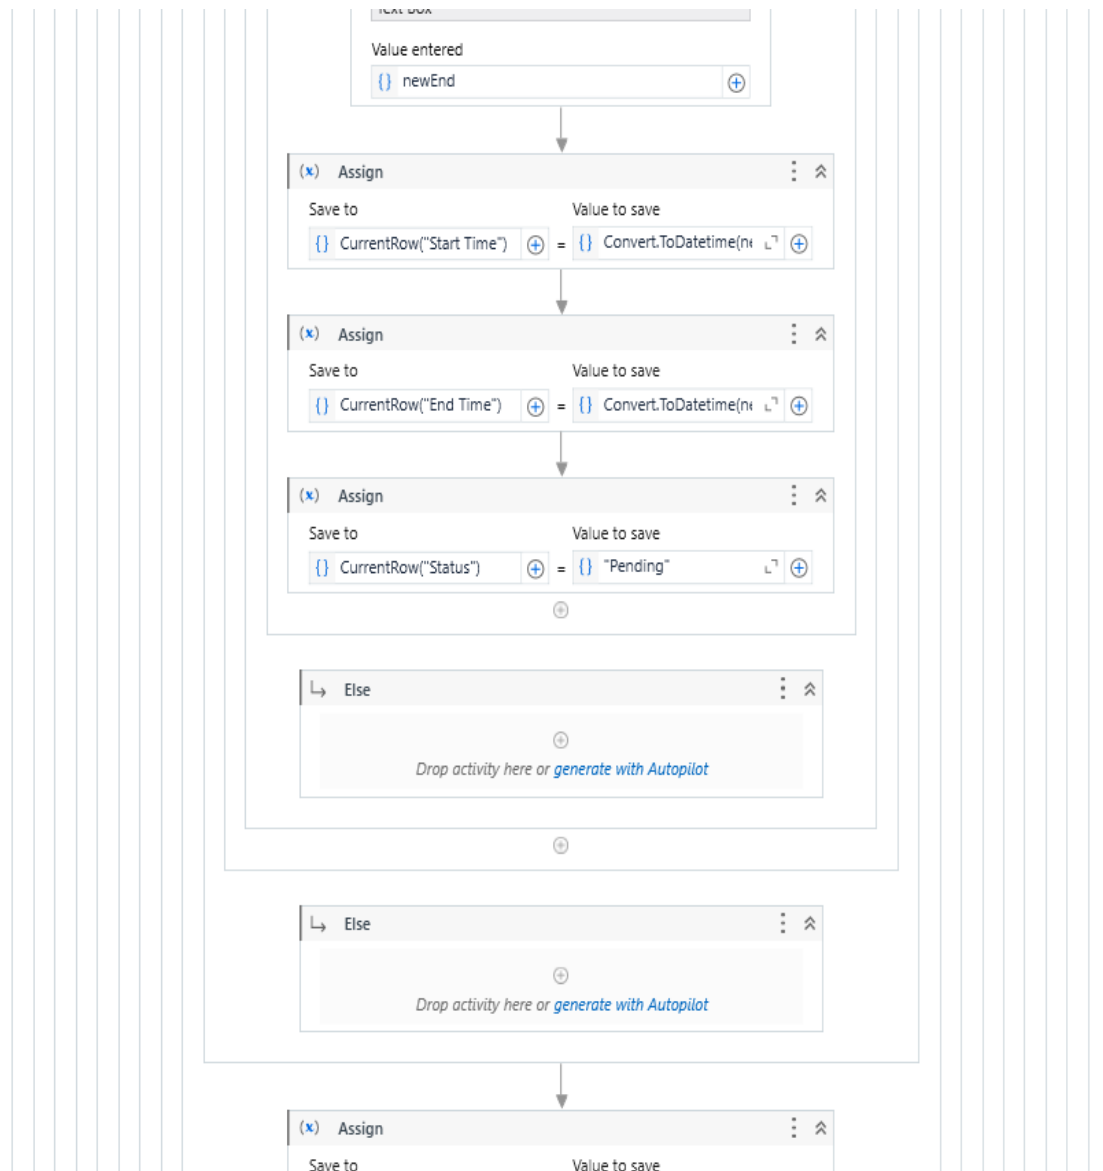 Text Box
Value entered
{} newEnd
(x) Assign
Save to Value to save
{} CurrentRow("Start Time") = {} Convert.ToDatetime(ne
(x) Assign
Save to Value to save
{} CurrentRow("End Time") = {} Convert.ToDatetime(ne
(x) Assign
Save to Value to save
{} CurrentRow("Status") = {} "Pending"
Else
Drop activity here or generate with Autopilot
Else
Drop activity here or generate with Autopilot
(x) Assign
Save to Value to save